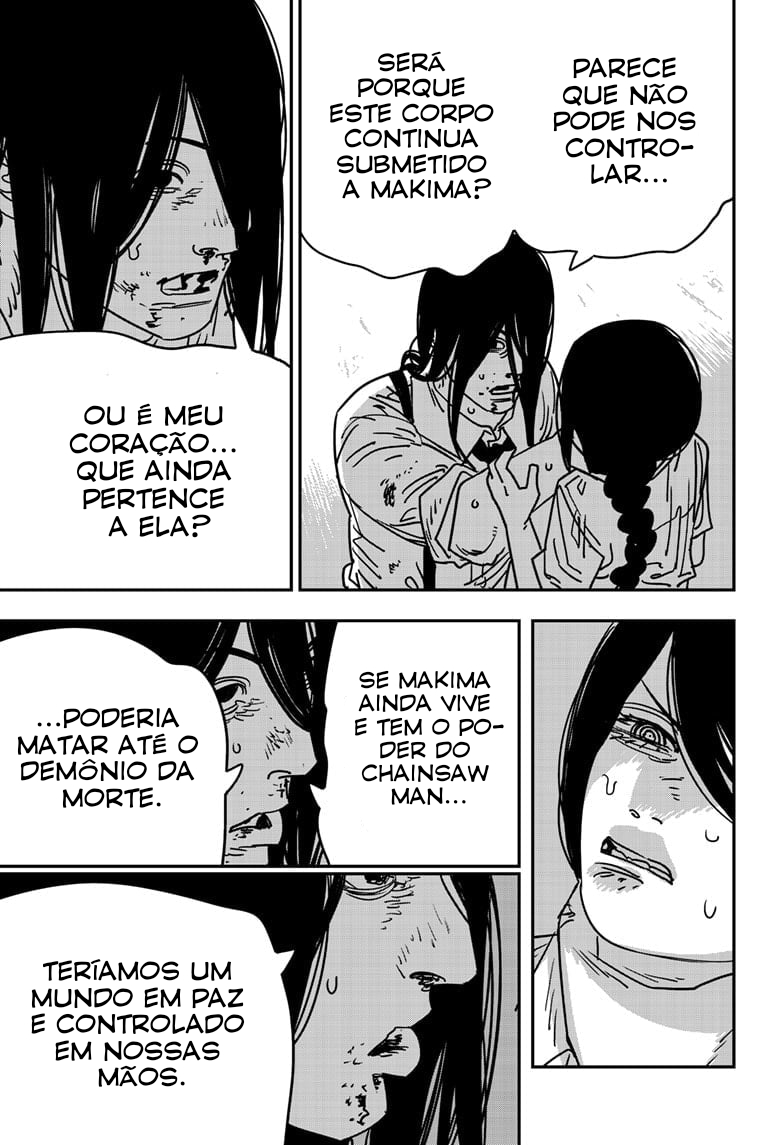 PARECE
QUE NÃO
PODE NOS
CONTRO-
LAR...
SERÁ
PORQUE
ESTE CORPO
CONTINUA
SUBMETIDO
A MAKIMA?
OU É MEU
CORAÇÃO...
QUE AINDA
PERTENCE
A ELA?
SE MAKIMA
AINDA VIVE
E TEM O PO-
DER DO
CHAINSAW
MAN...
...PODERIA
MATAR ATÉ O
DEMÔNIO DA
MORTE.
TERÍAMOS UM
MUNDO EM PAZ
E CONTROLADO
EM NOSSAS
MÃOS.